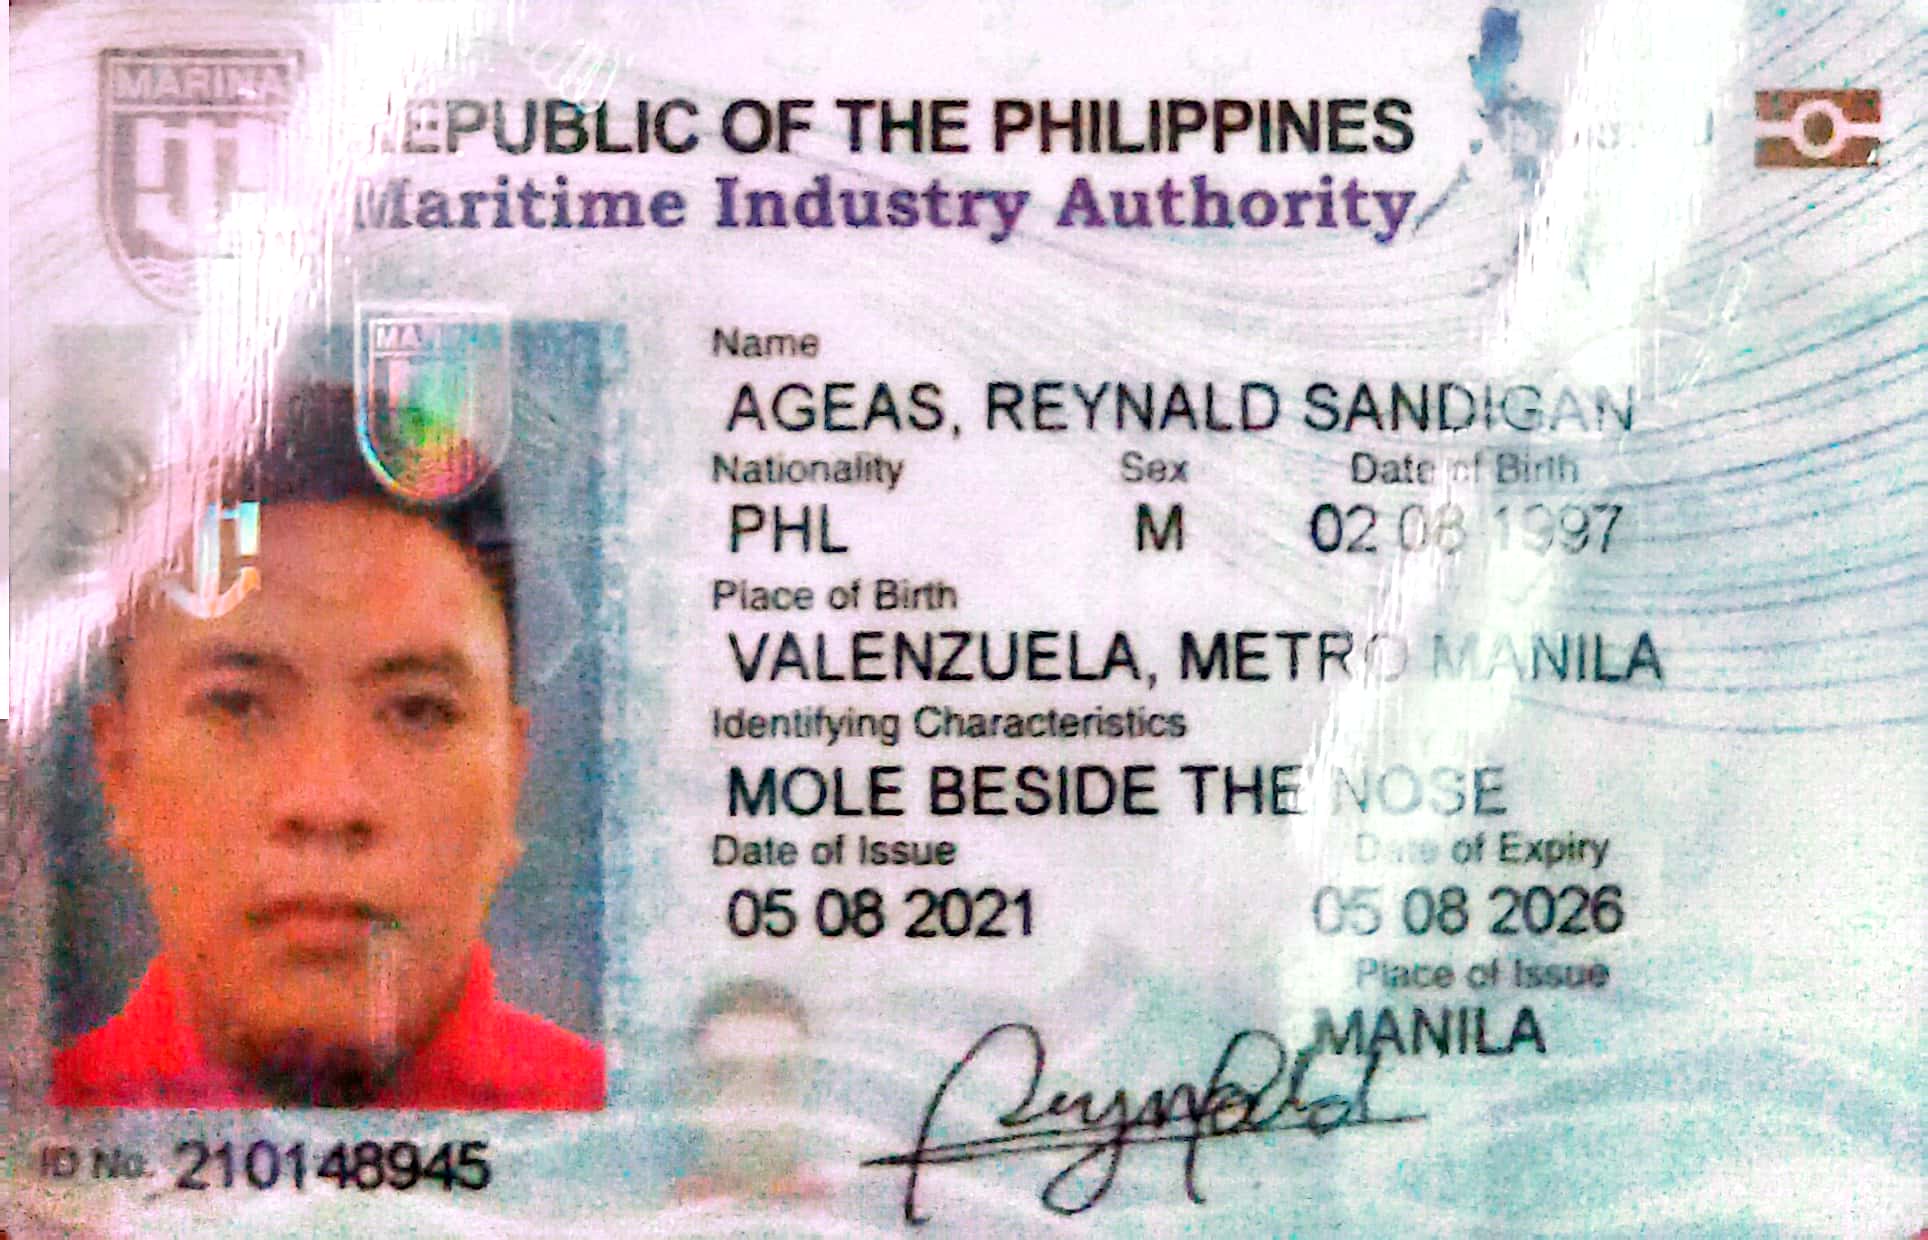 MARINA
REPUBLIC OF THE PHILIPPINES
Maritime Industry Authority
Name
AGEAS, REYNALD SANDIGAN
Nationality Sex Date of Birth
PHL M 02 08 1997
Place of Birth
VALENZUELA, METRO MANILA
Identifying Characteristics
MOLE BESIDE THE NOSE
Date of Issue Date of Expiry
05 08 2021 05 08 2026
Place of Issue
MANILA
ID No. 210148945